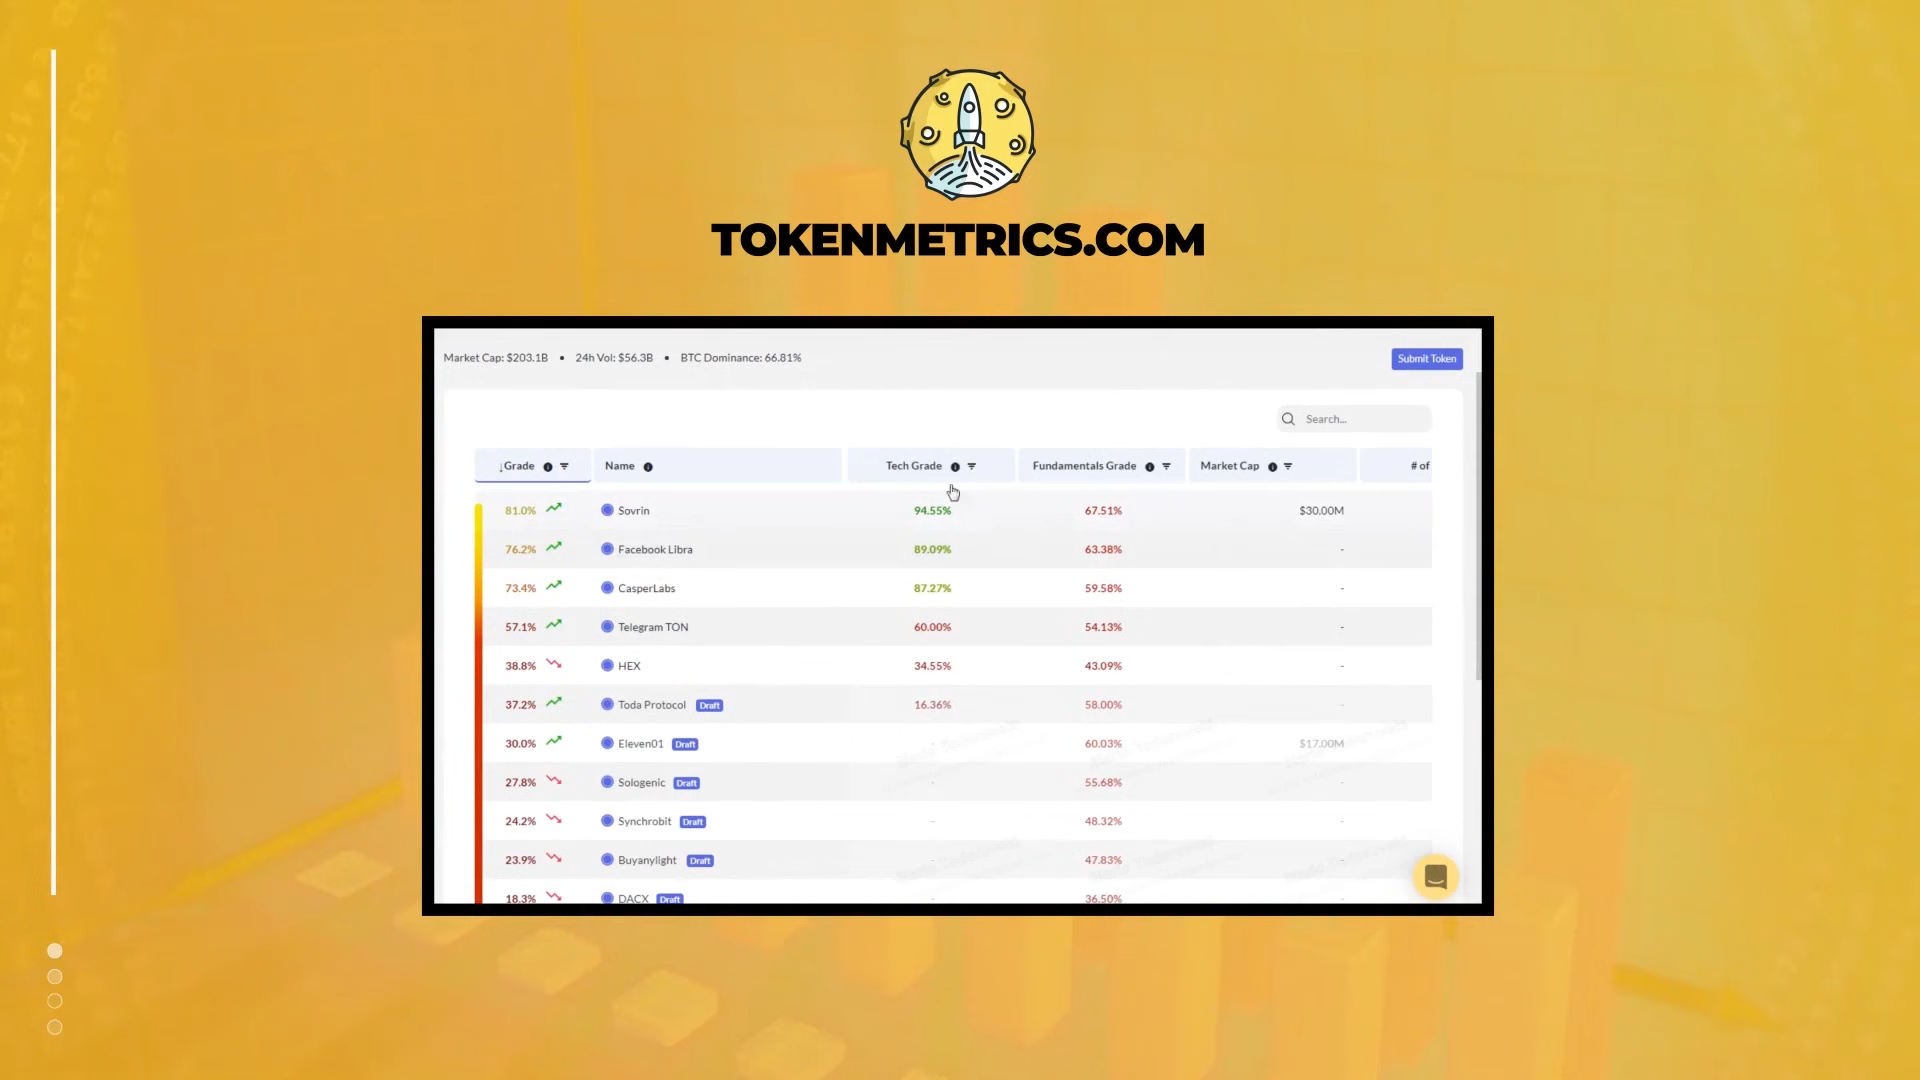 TOKENMETRICS.COM
Market Cap: $203.1B • 24h Vol: $56.3B • BTC Dominance: 66.81%
Submit Token
Search...
↓Grade Name Tech Grade Fundamentals Grade Market Cap # of
81.0% Sovrin 94.55% 67.51% $30.00M
76.2% Facebook Libra 89.09% 63.38% -
73.4% CasperLabs 87.27% 59.58% -
57.1% Telegram TON 60.00% 54.13% -
38.8% HEX 34.55% 43.09% -
37.2% Toda Protocol Draft 16.36% 58.00% -
30.0% Eleven01 Draft - 60.03% $17.00M
27.8% Sologenic Draft - 55.68% -
24.2% Synchrobit Draft - 48.32% -
23.9% Buyanylight Draft - 47.83% -
18.3% DACX Draft - 36.50% -